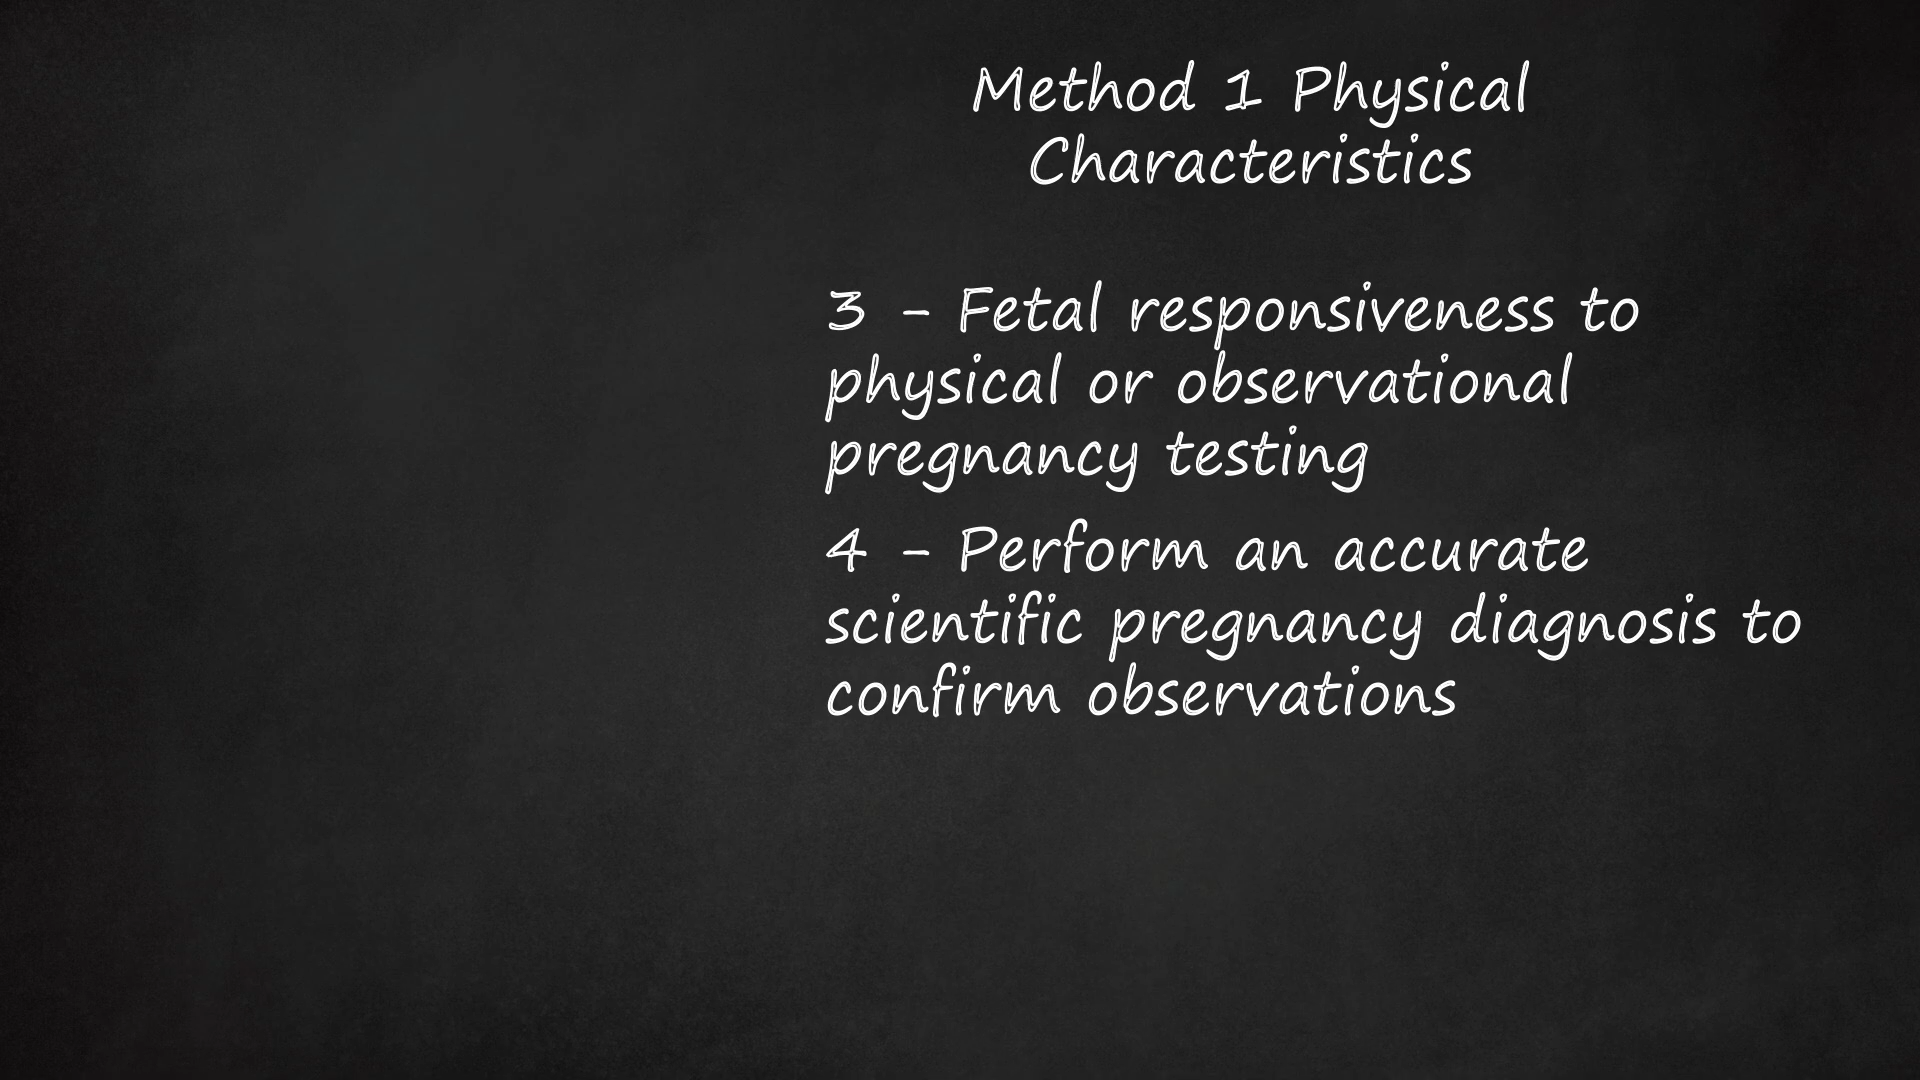 Method 1 Physical
Characteristics
3 - Fetal responsiveness to
physical or observational
pregnancy testing
4 - Perform an accurate
scientific pregnancy diagnosis to
confirm observations